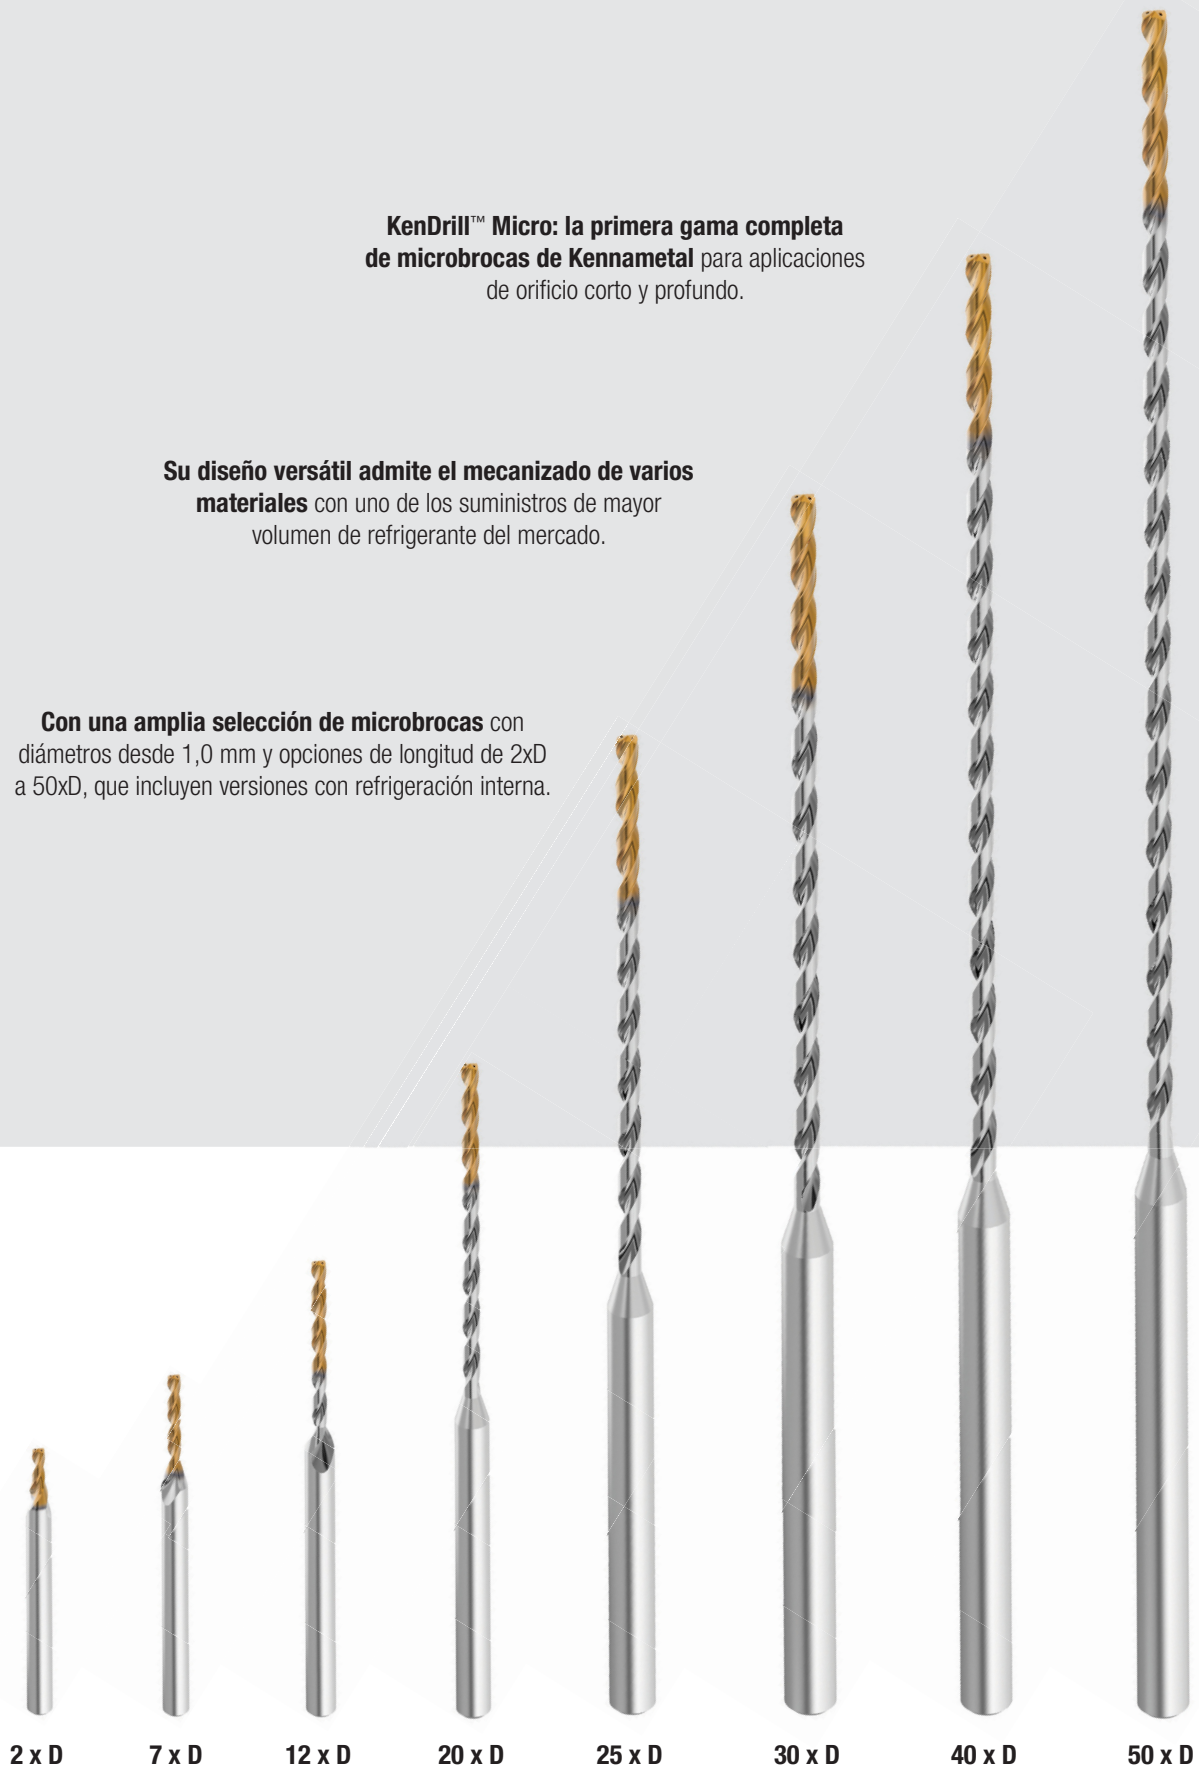 KenDrill™ Micro: la primera gama completa
de microbrocas de Kennametal para aplicaciones
de orificio corto y profundo.
Su diseño versátil admite el mecanizado de varios
materiales con uno de los suministros de mayor
volumen de refrigerante del mercado.
Con una amplia selección de microbrocas con
diámetros desde 1,0 mm y opciones de longitud de 2xD
a 50xD, que incluyen versiones con refrigeración interna.
2 x D 7 x D 12 x D 20 x D 25 x D 30 x D 40 x D 50 x D